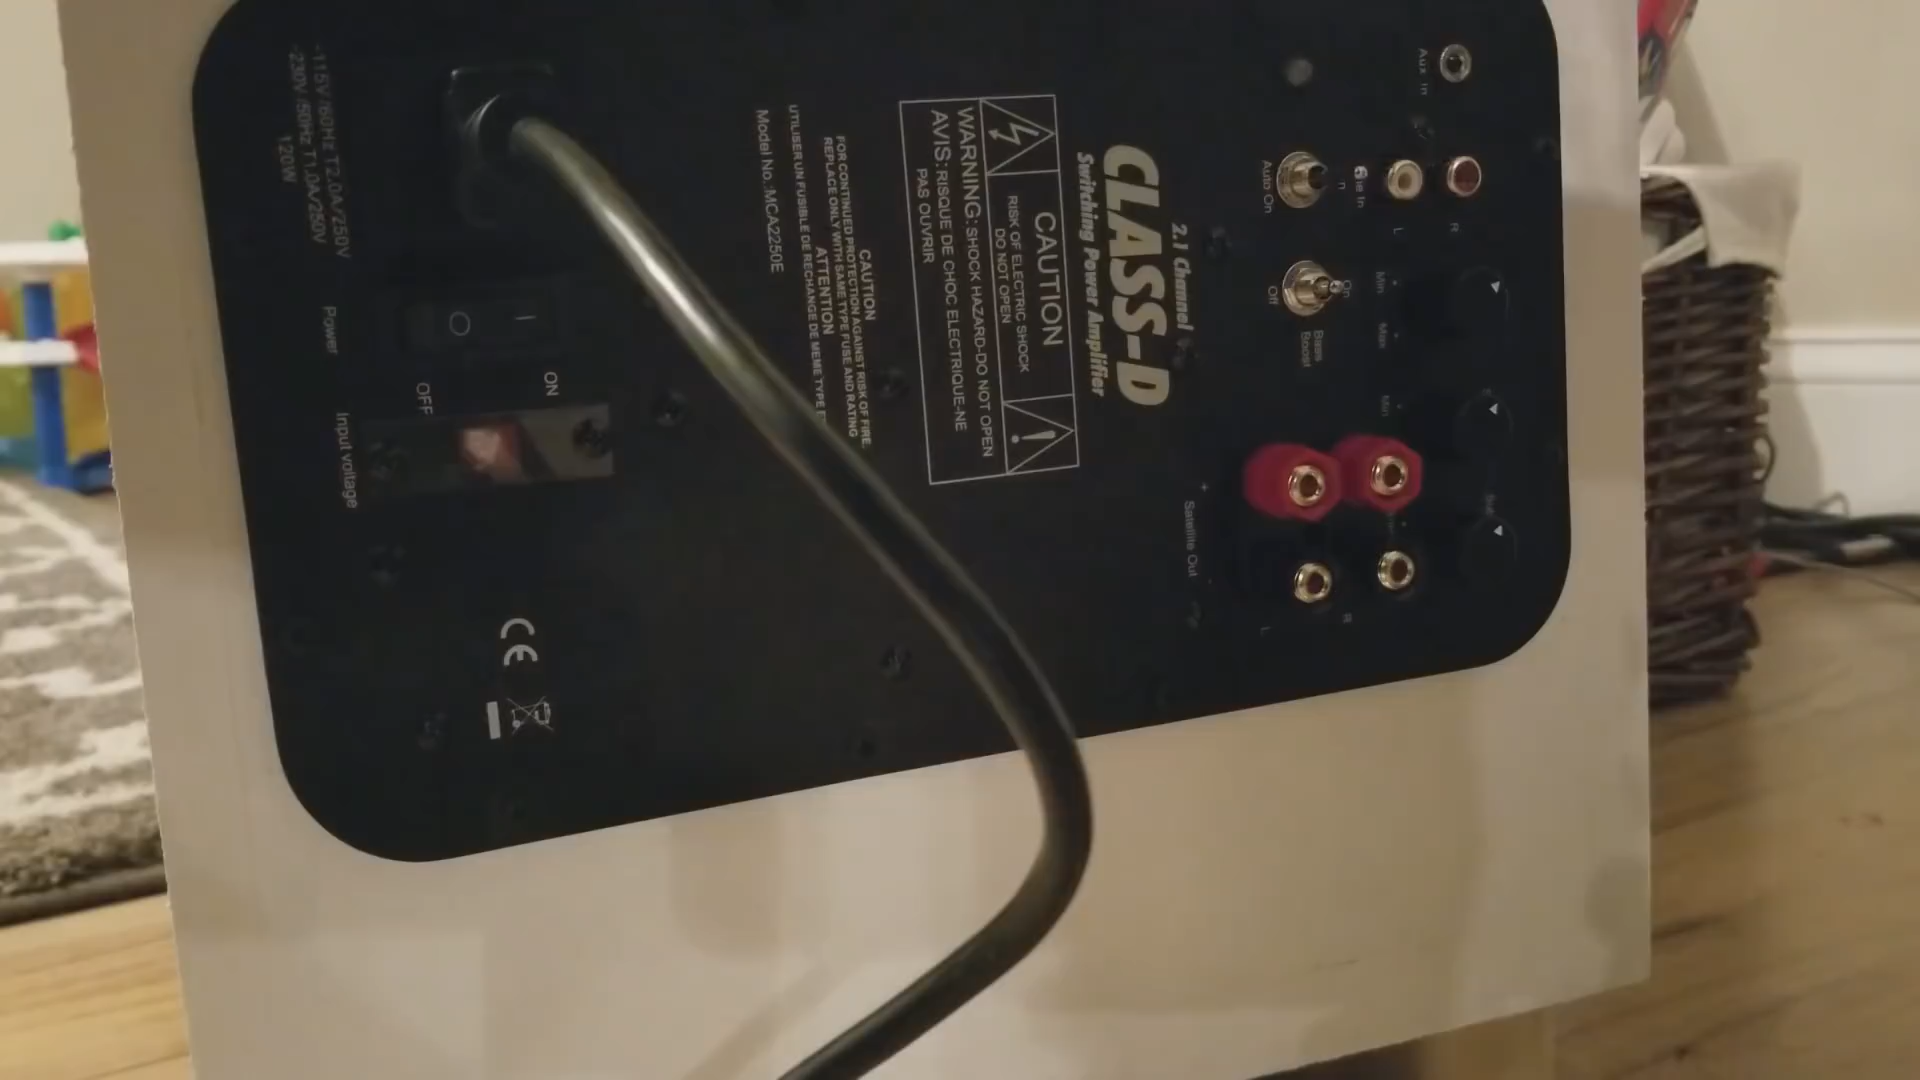 Aux In
Line In
R
L
Auto On
On
Off
Bass
Boost
Min
Max
Min
2.1 Channel
CLASS-D
Switching Power Amplifier
+ Satellite Out -
R
L
CAUTION
RISK OF ELECTRIC SHOCK
DO NOT OPEN
WARNING: SHOCK HAZARD-DO NOT OPEN
AVIS: RISQUE DE CHOC ELECTRIQUE-NE
PAS OUVRIR
CAUTION
FOR CONTINUED PROTECTION AGAINST RISK OF FIRE
REPLACE ONLY WITH SAME TYPE FUSE AND RATING
ATTENTION
UTILISER UN FUSIBLE DE RECHANGE DE MEME TYPE
Model No.:MCA2250E
ON
OFF
Power
Input voltage
~115V/60Hz T2.0A/250V
~230V/50Hz T1.0A/250V
120W
CE